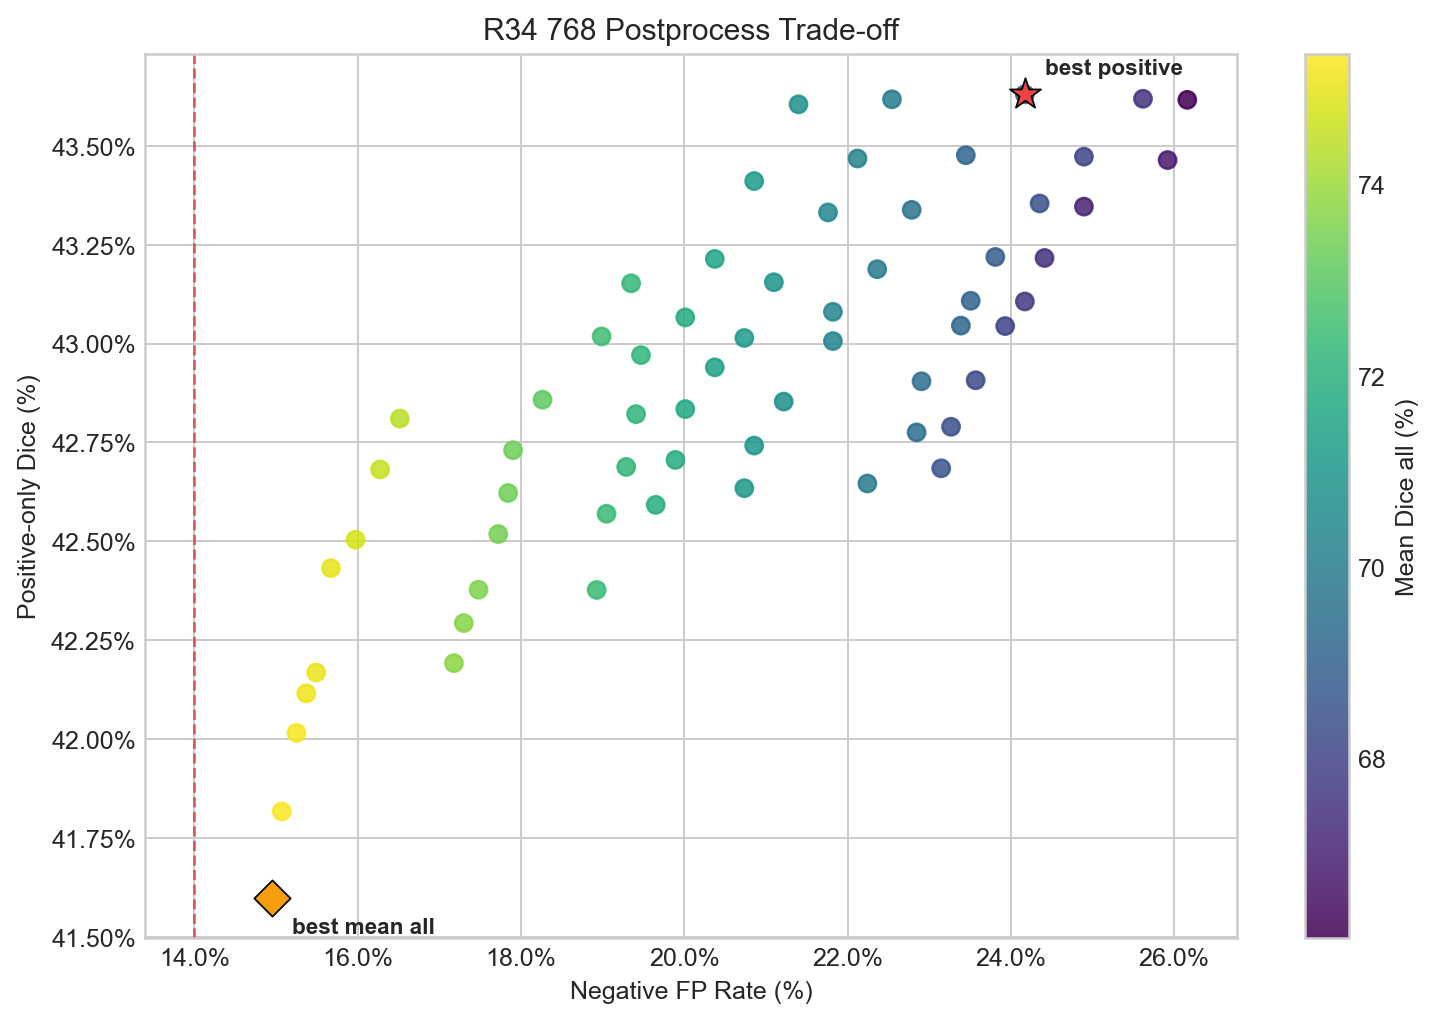 R34 768 Postprocess Trade-off
best positive
best mean all
43.50%
43.25%
43.00%
42.75%
42.50%
42.25%
42.00%
41.75%
41.50%
Positive-only Dice (%)
14.0% 16.0% 18.0% 20.0% 22.0% 24.0% 26.0%
Negative FP Rate (%)
74
72
70
68
Mean Dice all (%)